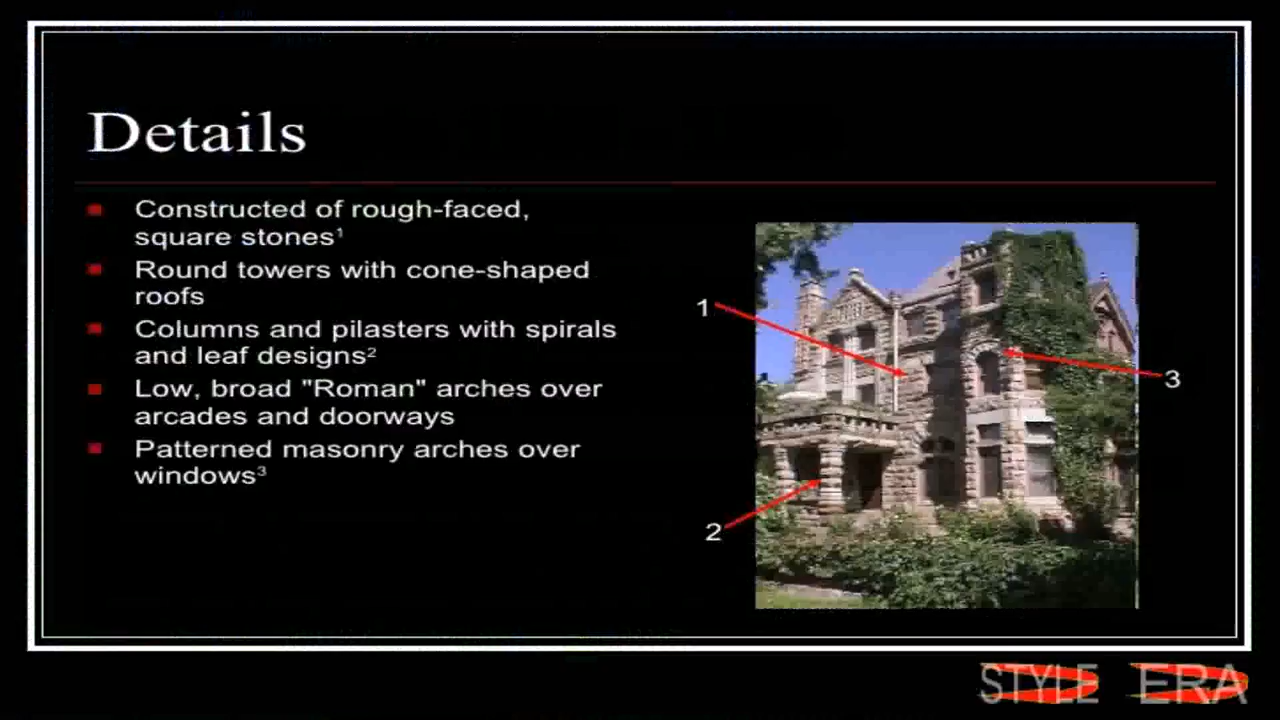 Details
Constructed of rough-faced,
square stones¹
Round towers with cone-shaped
roofs
Columns and pilasters with spirals
and leaf designs²
Low, broad "Roman" arches over
arcades and doorways
Patterned masonry arches over
windows³
1
3
2
STYLE ERA